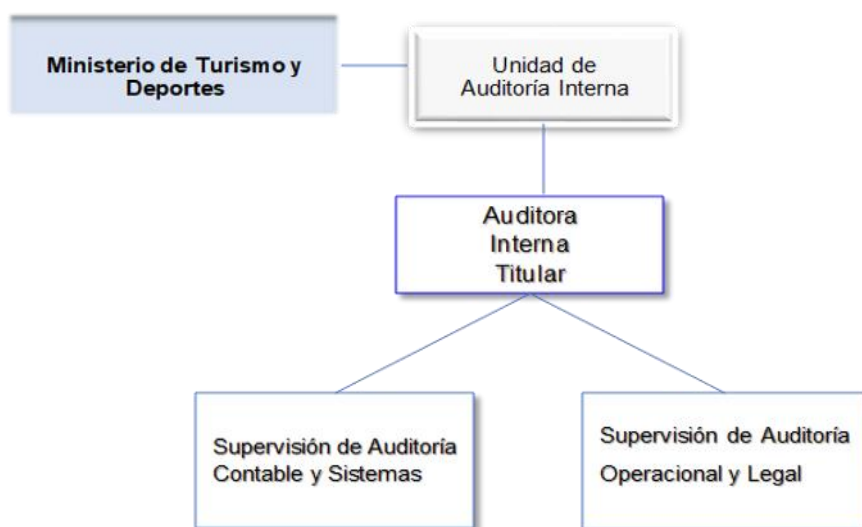 Ministerio de Turismo y
Deportes
Unidad de
Auditoría Interna
Auditora
Interna
Titular
Supervisión de Auditoría
Contable y Sistemas
Supervisión de Auditoría
Operacional y Legal